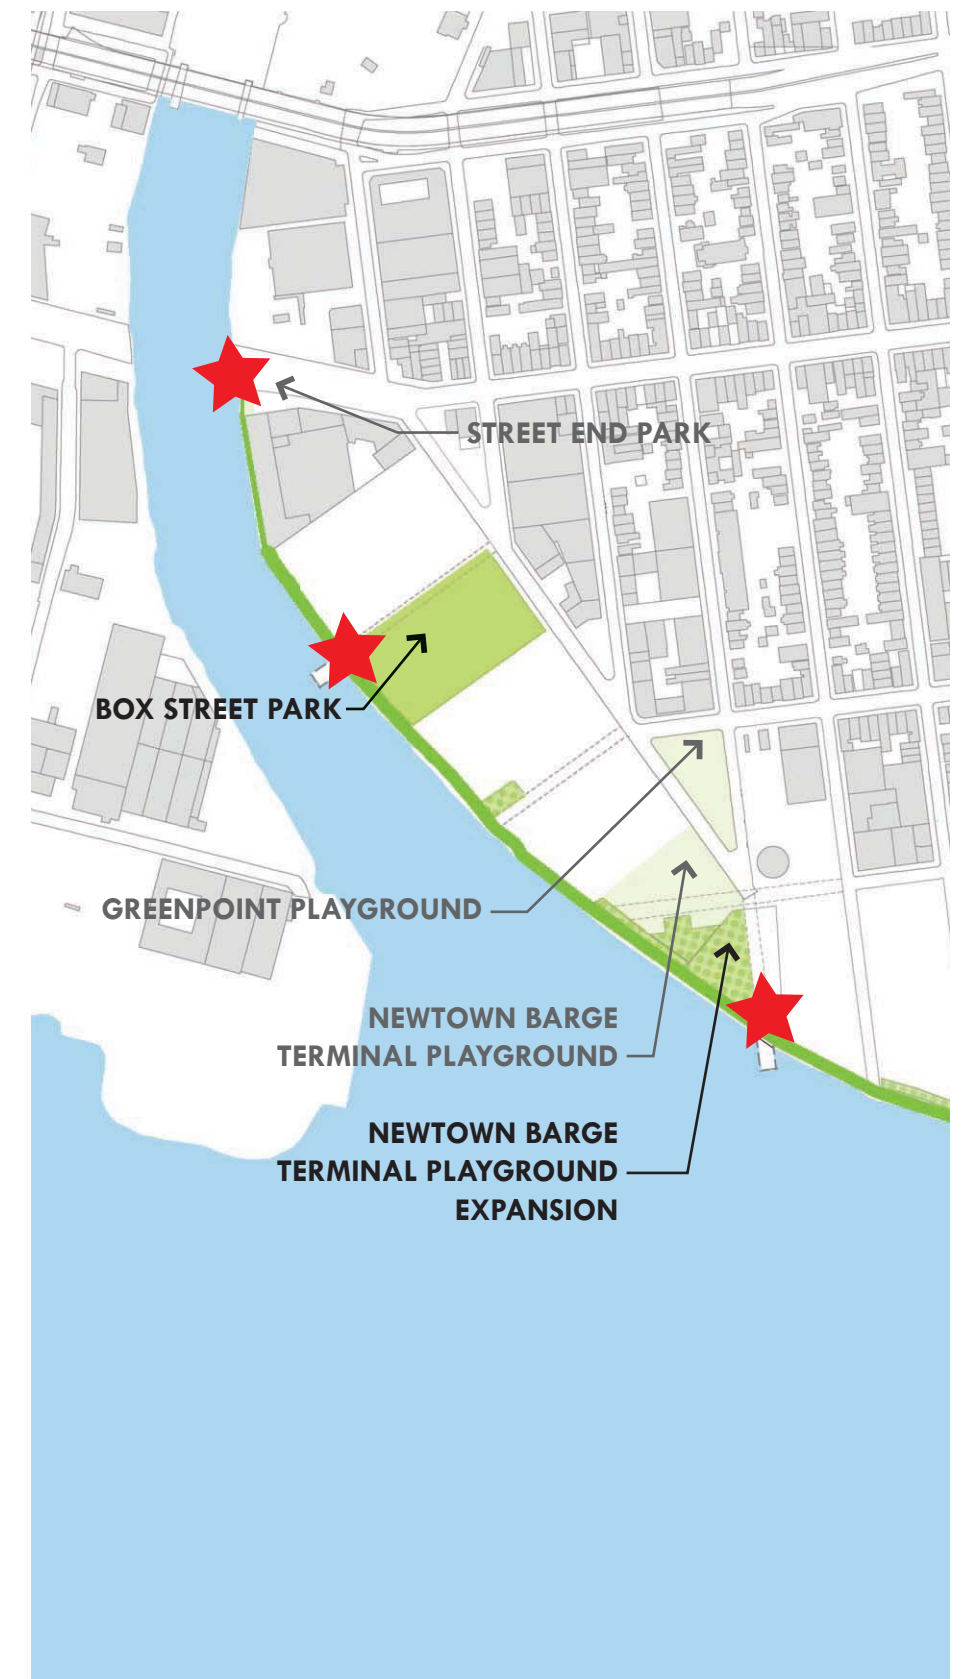 STREET END PARK
BOX STREET PARK
GREENPOINT PLAYGROUND
NEWTOWN BARGE
TERMINAL PLAYGROUND
NEWTOWN BARGE
TERMINAL PLAYGROUND
EXPANSION